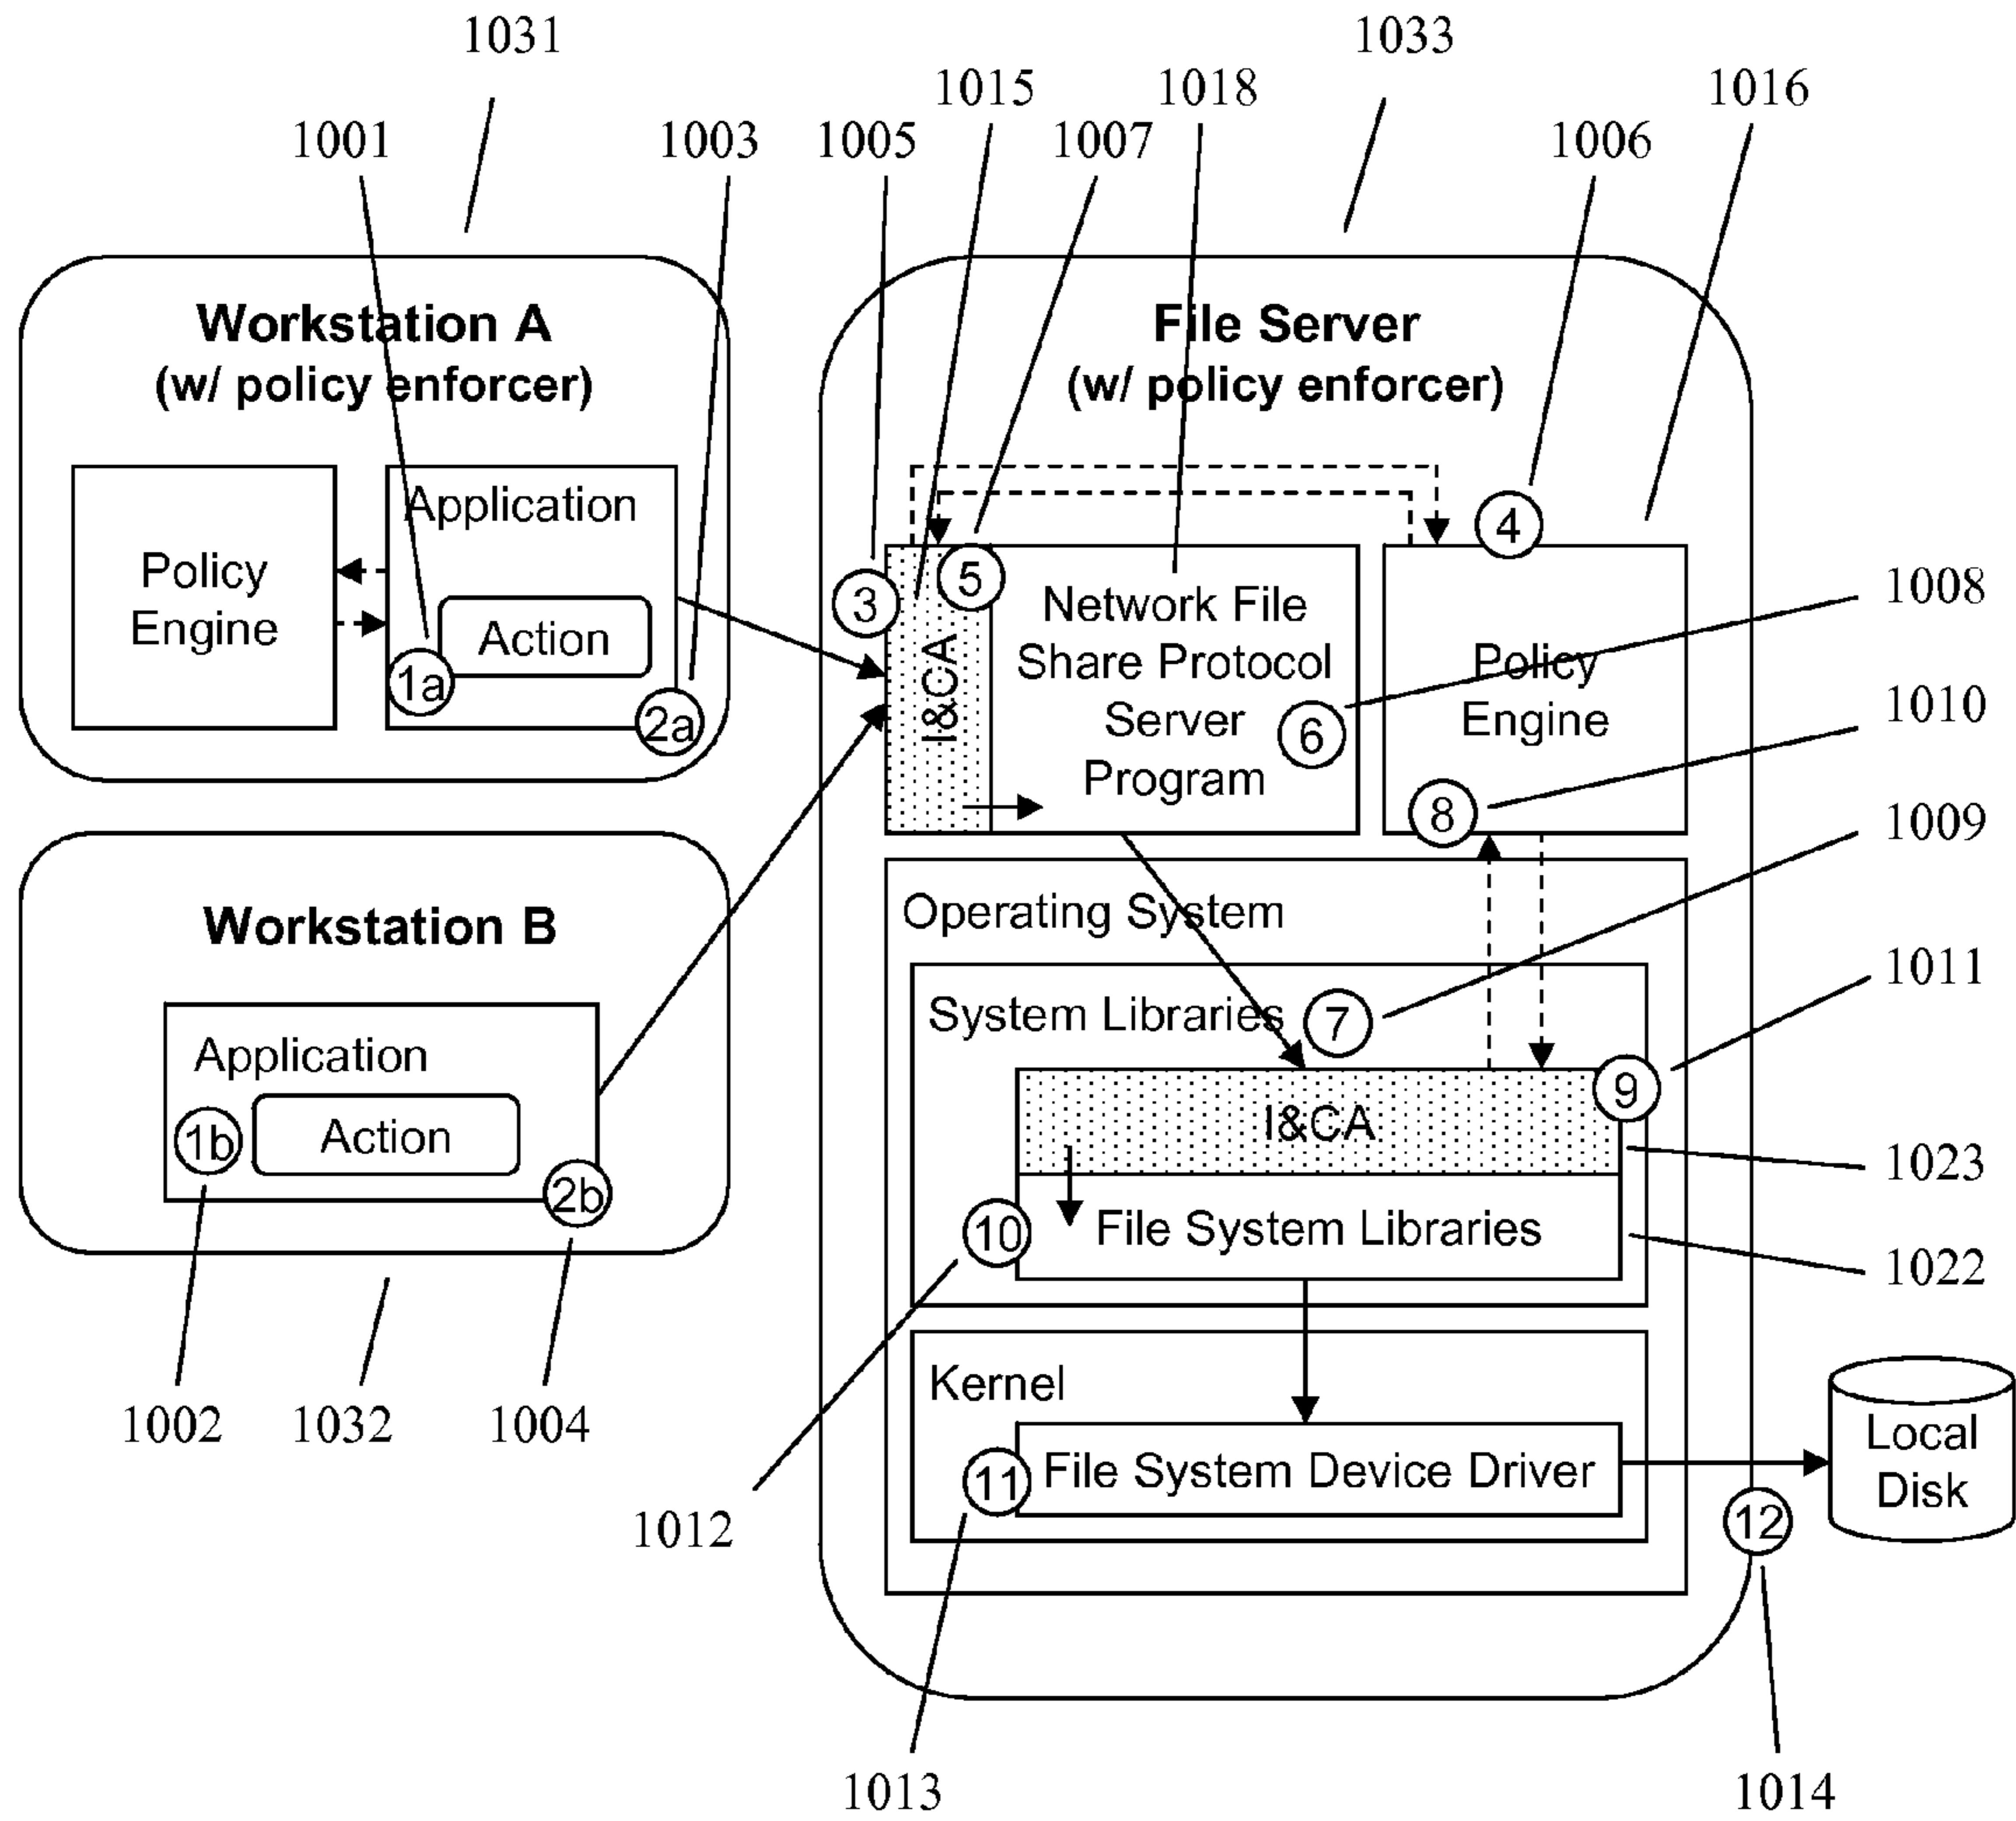 1031
1033
1015
1018
1016
1001
1003
1005
1007
1006
Workstation A
(w/ policy enforcer)
Policy
Engine
Application
Action
1a
2a
File Server
(w/ policy enforcer)
3
5
4
I&CA
Network File
Share Protocol
Server
Program
6
Policy
Engine
8
1008
1010
1009
1011
Workstation B
Application
1b
Action
2b
1002
1032
1004
Operating System
System Libraries
7
I&CA
9
10
File System Libraries
1023
1022
Kernel
11
File System Device Driver
Local
Disk
12
1012
1013
1014